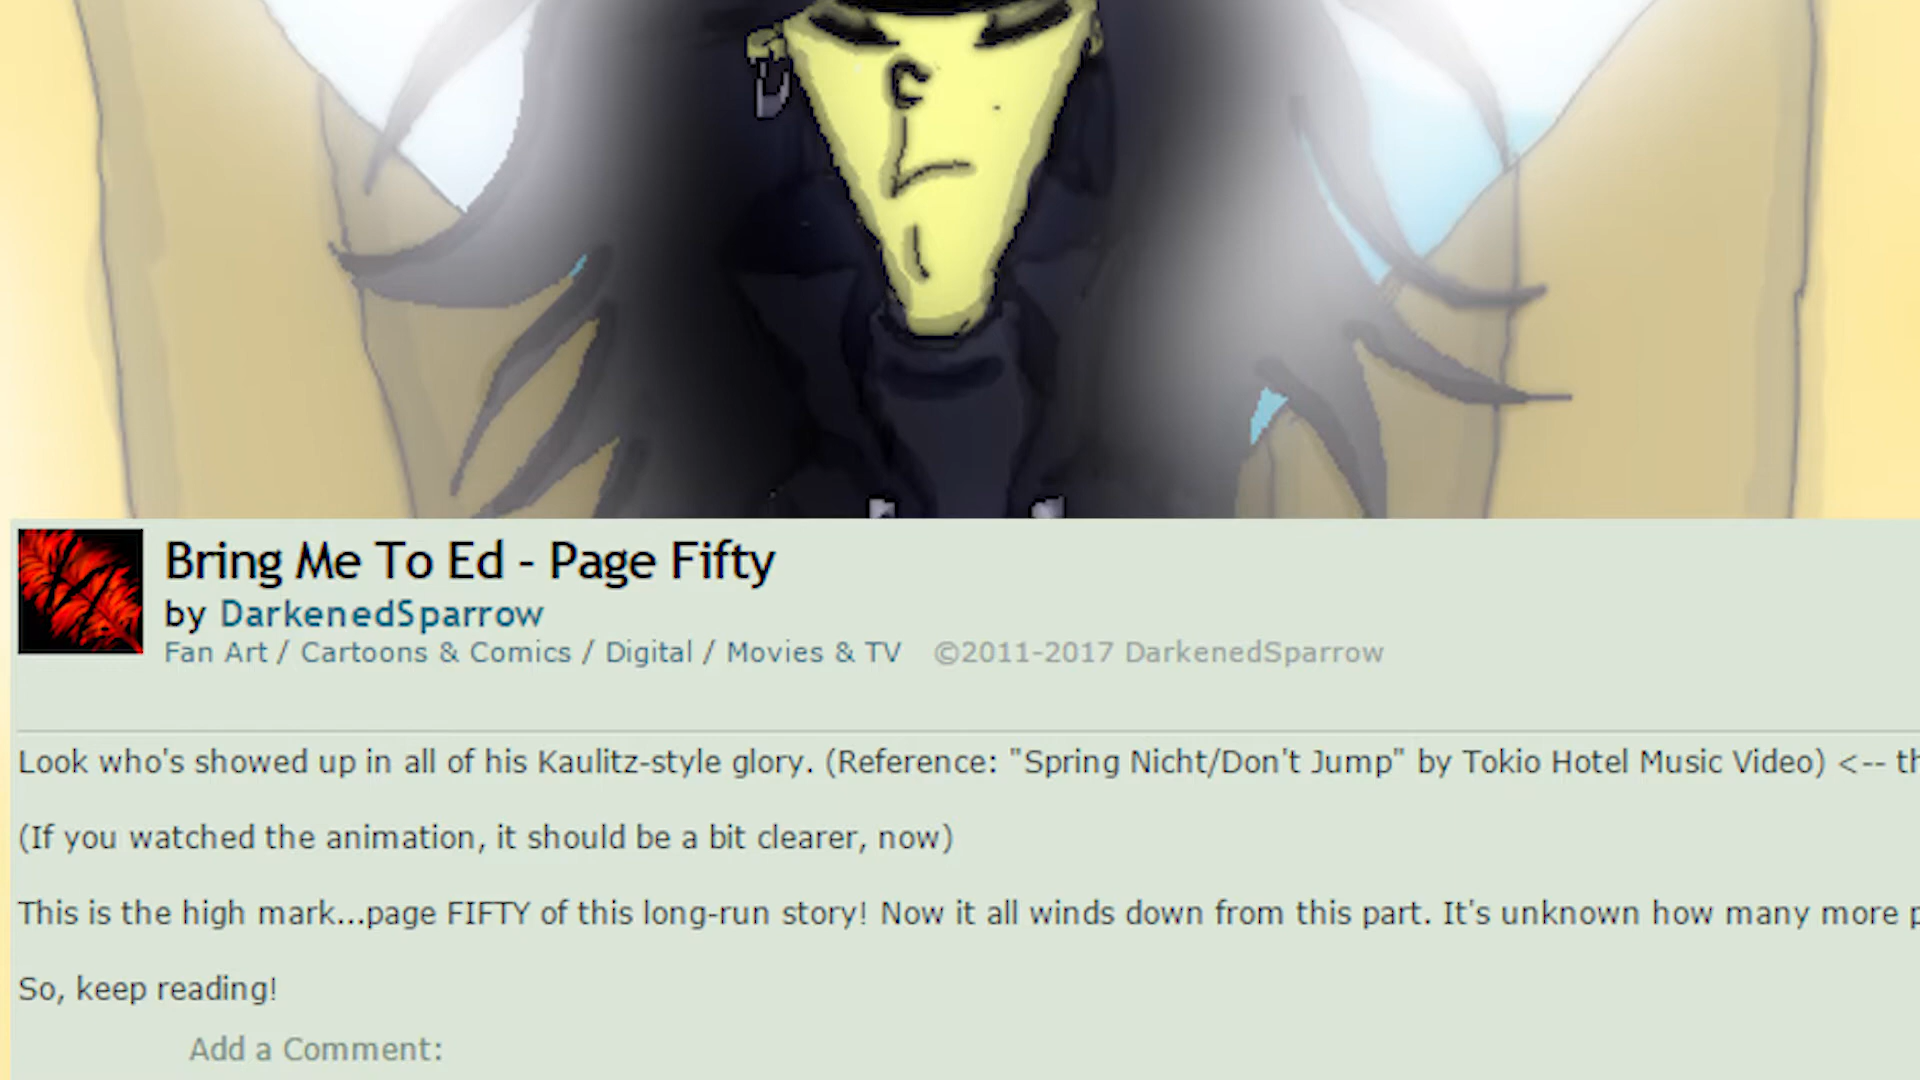 Bring Me To Ed - Page Fifty
by DarkenedSparrow
Fan Art / Cartoons & Comics / Digital / Movies & TV ©2011-2017 DarkenedSparrow
Look who's showed up in all of his Kaulitz-style glory. (Reference: "Spring Nicht/Don't Jump" by Tokio Hotel Music Video) <--
(If you watched the animation, it should be a bit clearer, now)
This is the high mark...page FIFTY of this long-run story! Now it all winds down from this part. It's unknown how many more
So, keep reading!
Add a Comment: